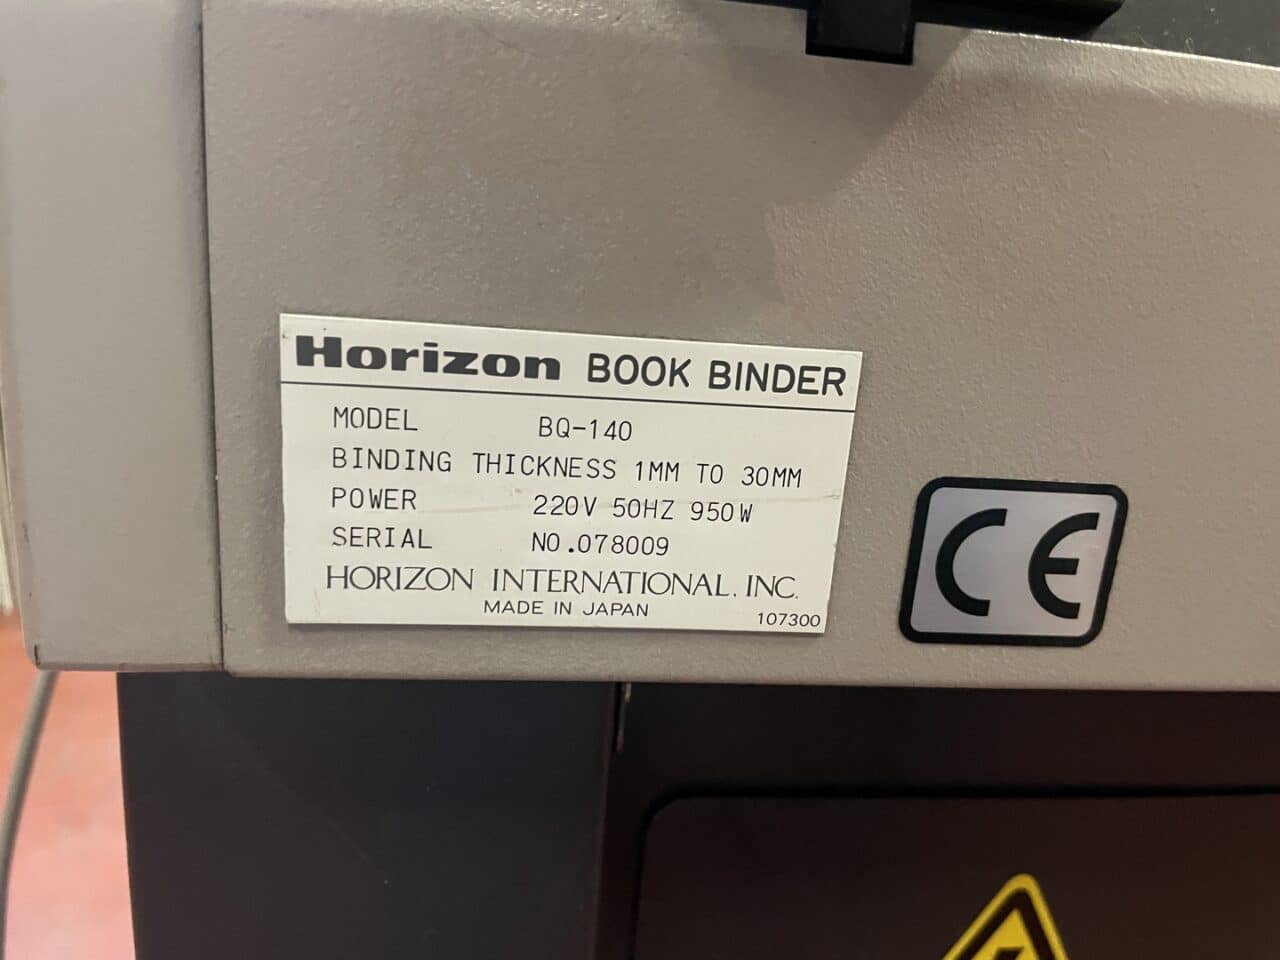 Horizon BOOK BINDER
MODEL BQ-140
BINDING THICKNESS 1MM TO 30MM
POWER 220V 50HZ 950W
SERIAL NO.078009
HORIZON INTERNATIONAL. INC.
MADE IN JAPAN
107300
CE